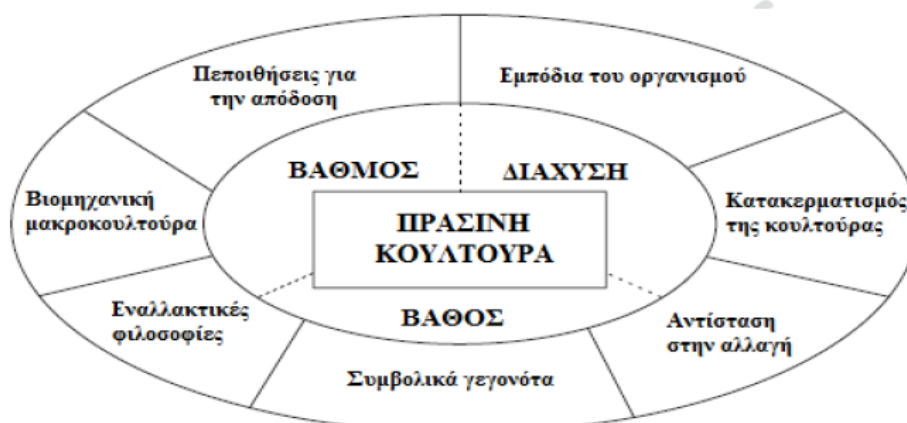 Πεποιθήσεις για
την απόδοση
Εμπόδια του οργανισμού
ΒΑΘΜΟΣ
ΔΙΑΧΥΣΗ
Βιομηχανική
μακροκουλτούρα
ΠΡΑΣΙΝΗ
ΚΟΥΛΤΟΥΡΑ
Κατακερματισμός
της κουλτούρας
Εναλλακτικές
φιλοσοφίες
ΒΑΘΟΣ
Αντίσταση
στην αλλαγή
Συμβολικά γεγονότα